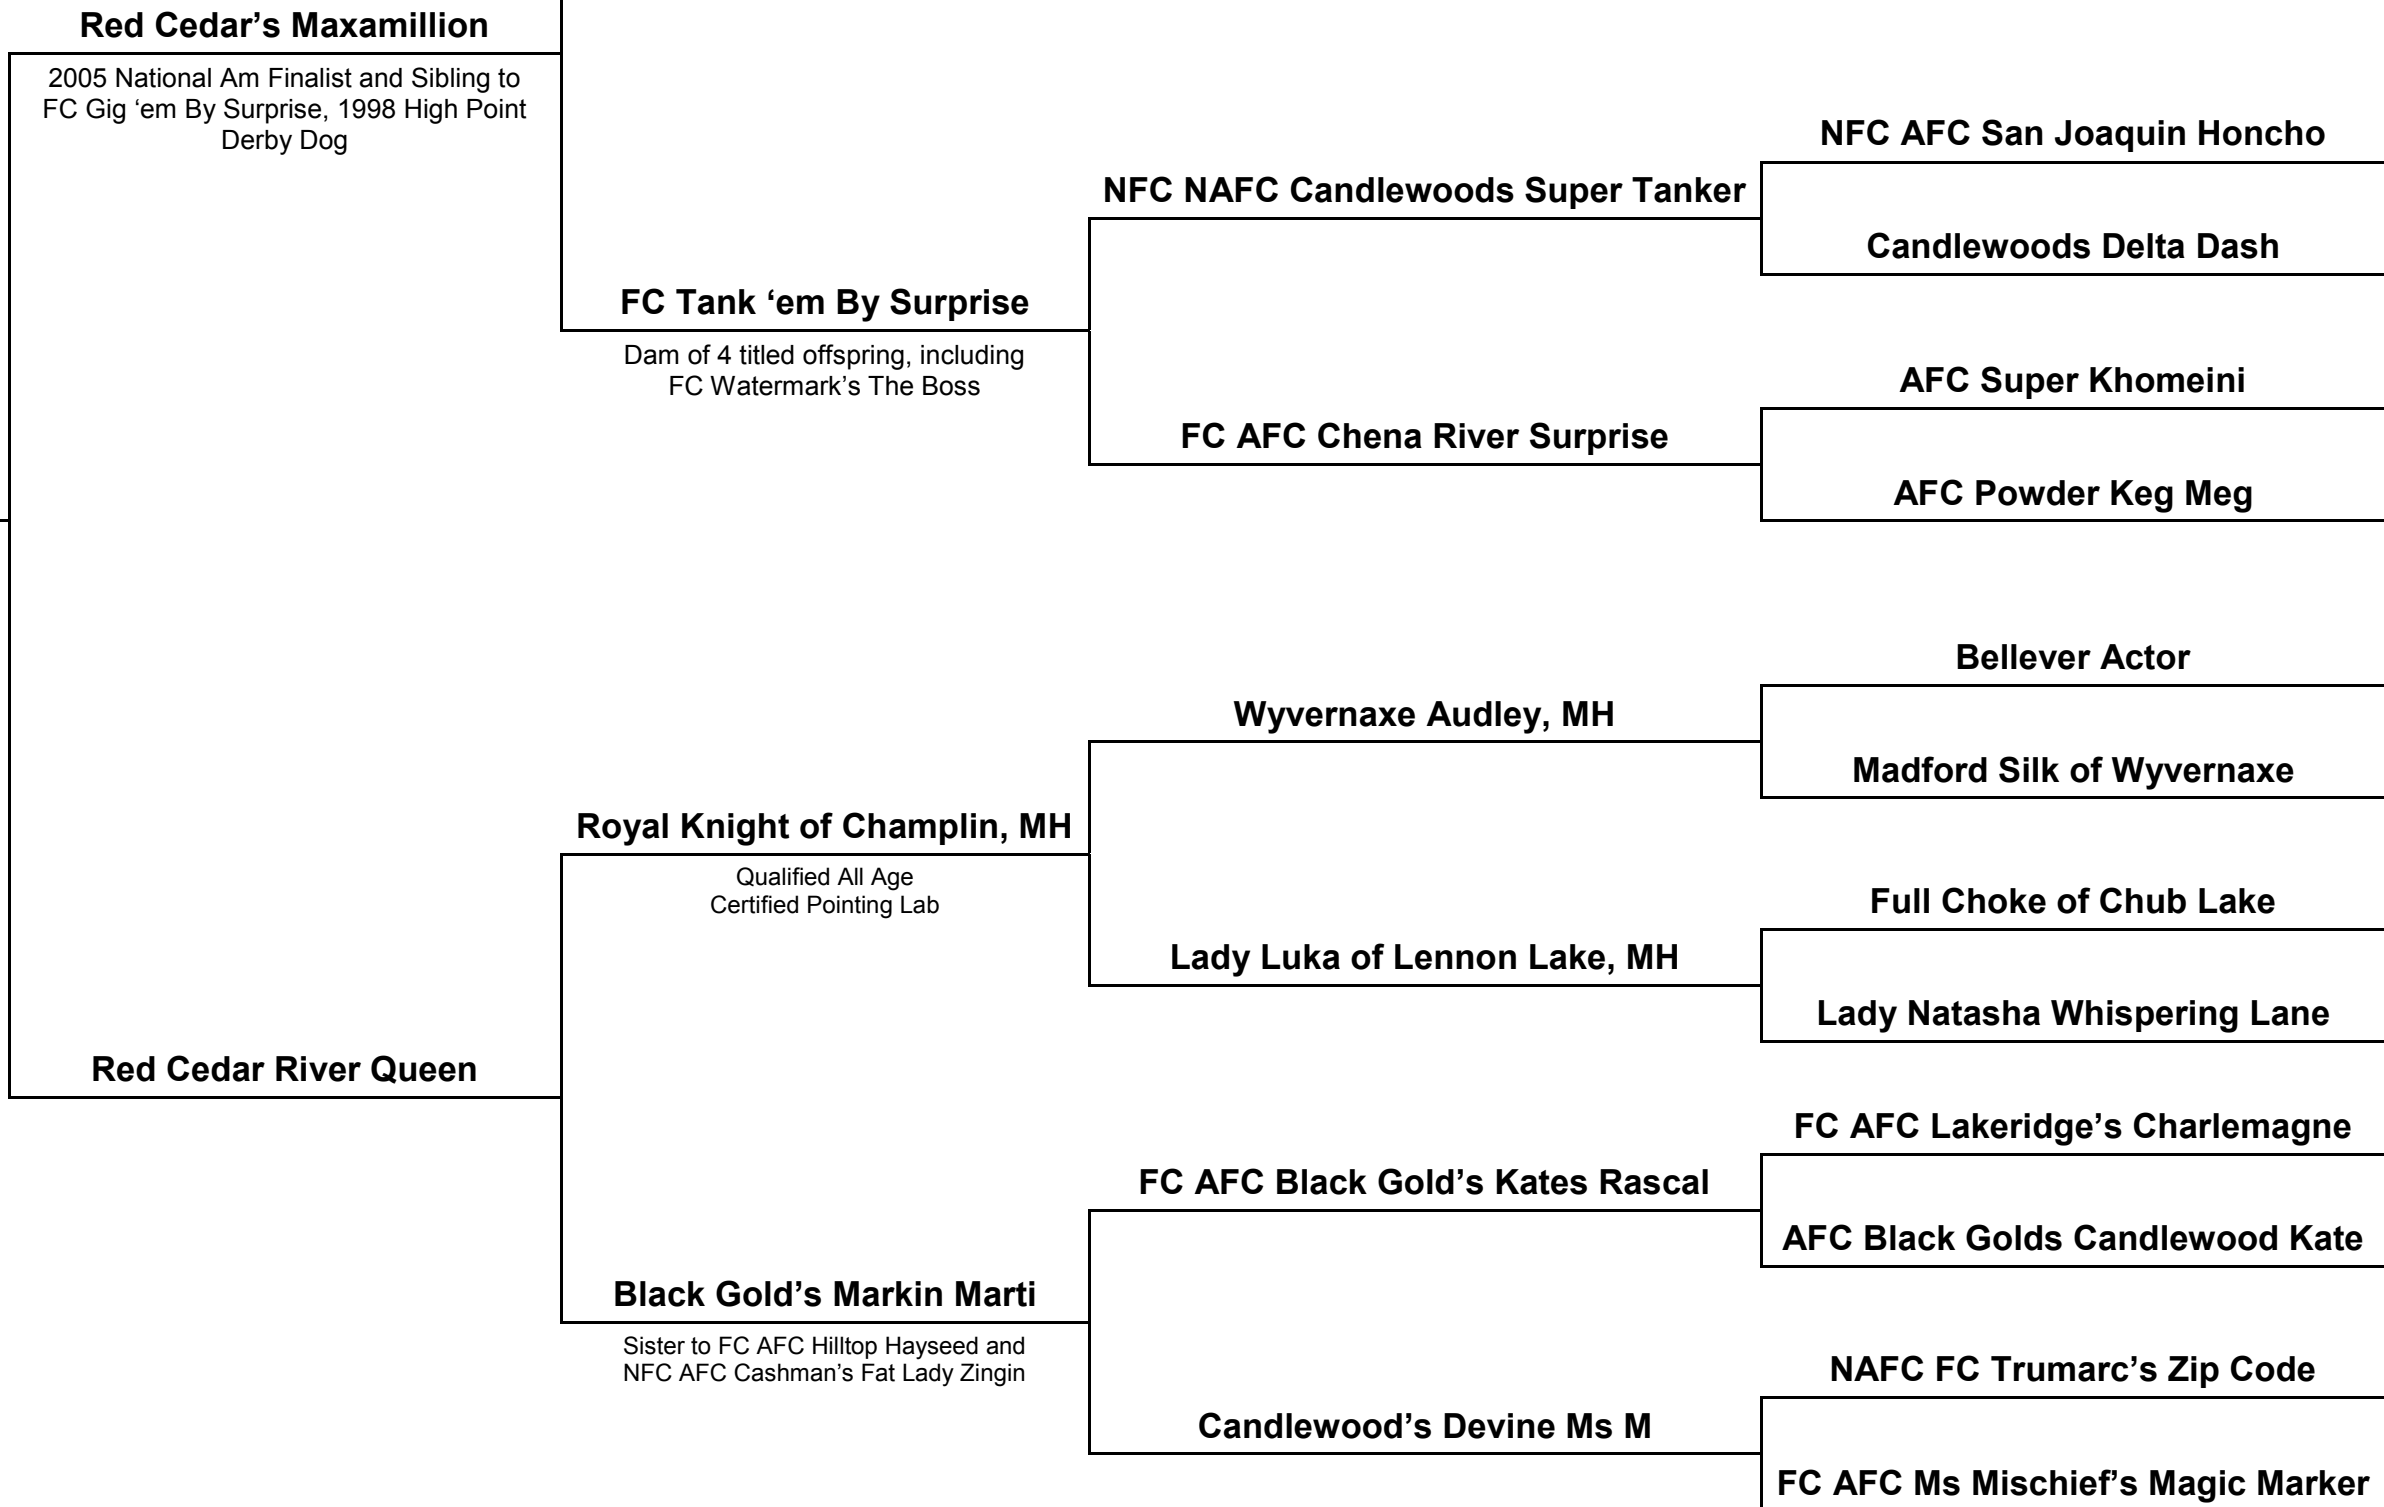 Red Cedar’s Maxamillion
2005 National Am Finalist and Sibling to
FC Gig ‘em By Surprise, 1998 High Point
Derby Dog
NFC AFC San Joaquin Honcho
NFC NAFC Candlewoods Super Tanker
Candlewoods Delta Dash
FC Tank ‘em By Surprise
Dam of 4 titled offspring, including
FC Watermark’s The Boss
AFC Super Khomeini
FC AFC Chena River Surprise
AFC Powder Keg Meg
Bellever Actor
Wyvernaxe Audley, MH
Madford Silk of Wyvernaxe
Royal Knight of Champlin, MH
Qualified All Age
Certified Pointing Lab
Full Choke of Chub Lake
Lady Luka of Lennon Lake, MH
Lady Natasha Whispering Lane
Red Cedar River Queen
FC AFC Lakeridge’s Charlemagne
FC AFC Black Gold’s Kates Rascal
AFC Black Golds Candlewood Kate
Black Gold’s Markin Marti
Sister to FC AFC Hilltop Hayseed and
NFC AFC Cashman’s Fat Lady Zingin
NAFC FC Trumarc’s Zip Code
Candlewood’s Devine Ms M
FC AFC Ms Mischief’s Magic Marker